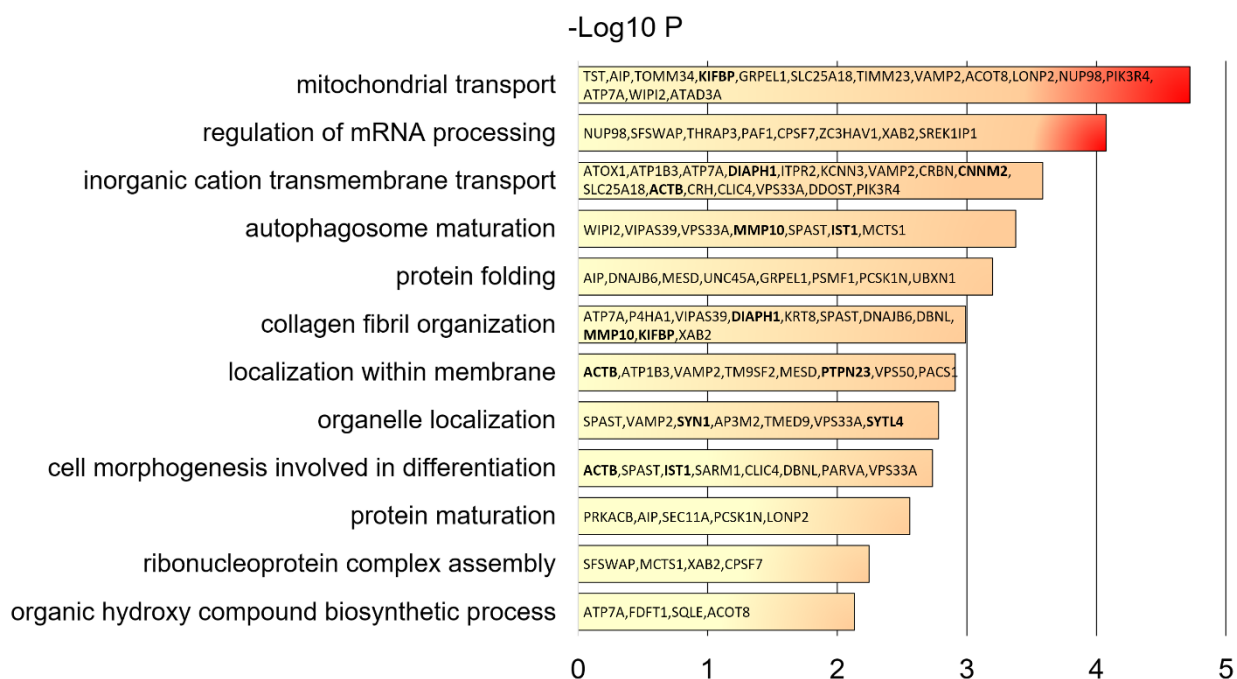 -Log10 P
mitochondrial transport
TST,AIP,TOMM34,KIFBP,GRPEL1,SLC25A18,TIMM23,VAMP2,ACOT8,LONP2,NUP98,PIK3R4,
ATP7A,WIPI2,ATAD3A
regulation of mRNA processing
NUP98,SFSWAP,THRAP3,PAF1,CPSF7,ZC3HAV1,XAB2,SREK1IP1
inorganic cation transmembrane transport
ATOX1,ATP1B3,ATP7A,DIAPH1,ITPR2,KCNN3,VAMP2,CRBN,CNNM2,
SLC25A18,ACTB,CRH,CLIC4,VPS33A,DDOST,PIK3R4
autophagosome maturation
WIPI2,VIPAS39,VPS33A,MMP10,SPAST,IST1,MCTS1
protein folding
AIP,DNAJB6,MESD,UNC45A,GRPEL1,PSMF1,PCSK1N,UBXN1
collagen fibril organization
ATP7A,P4HA1,VIPAS39,DIAPH1,KRT8,SPAST,DNAJB6,DBNL,
MMP10,KIFBP,XAB2
localization within membrane
ACTB,ATP1B3,VAMP2,TM9SF2,MESD,PTPN23,VPS50,PACS1
organelle localization
SPAST,VAMP2,SYN1,AP3M2,TMED9,VPS33A,SYTL4
cell morphogenesis involved in differentiation
ACTB,SPAST,IST1,SARM1,CLIC4,DBNL,PARVA,VPS33A
protein maturation
PRKACB,AIP,SEC11A,PCSK1N,LONP2
ribonucleoprotein complex assembly
SFSWAP,MCTS1,XAB2,CPSF7
organic hydroxy compound biosynthetic process
ATP7A,FDFT1,SQLE,ACOT8
0 1 2 3 4 5